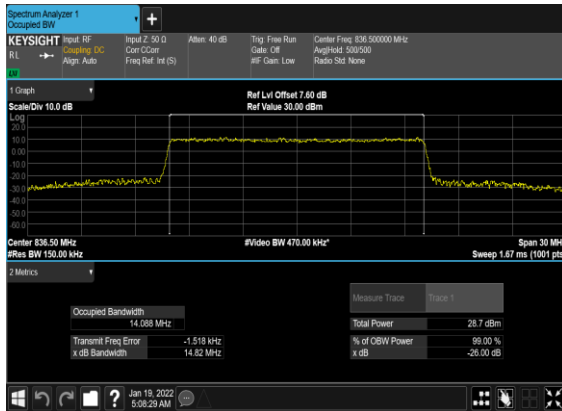 Spectrum Analyzer 1
Occupied BW
KEYSIGHT
RL
Input: RF
Coupling: DC
Align: Auto
Input Z: 50 Ω
Corr CCorr
Freq Ref: Int (S)
Atten: 40 dB
Trig: Free Run
Gate: Off
#IF Gain: Low
Center Freq: 836.500000 MHz
Avg|Hold: 500/500
Radio Std: None
1 Graph
Scale/Div 10.0 dB
Ref Lvl Offset 7.60 dB
Ref Value 30.00 dBm
Log
20.0
10.0
0.00
-10.0
-20.0
-30.0
-40.0
-50.0
-60.0
Center 836.50 MHz
#Res BW 150.00 kHz
#Video BW 470.00 kHz*
Span 30 MH
Sweep 1.67 ms (1001 pts
2 Metrics
Measure Trace Trace 1
Occupied Bandwidth
14.088 MHz
Total Power 28.7 dBm
Transmit Freq Error -1.518 kHz
% of OBW Power 99.00 %
x dB Bandwidth 14.82 MHz
x dB -26.00 dB
Jan 19, 2022
5:08:29 AM